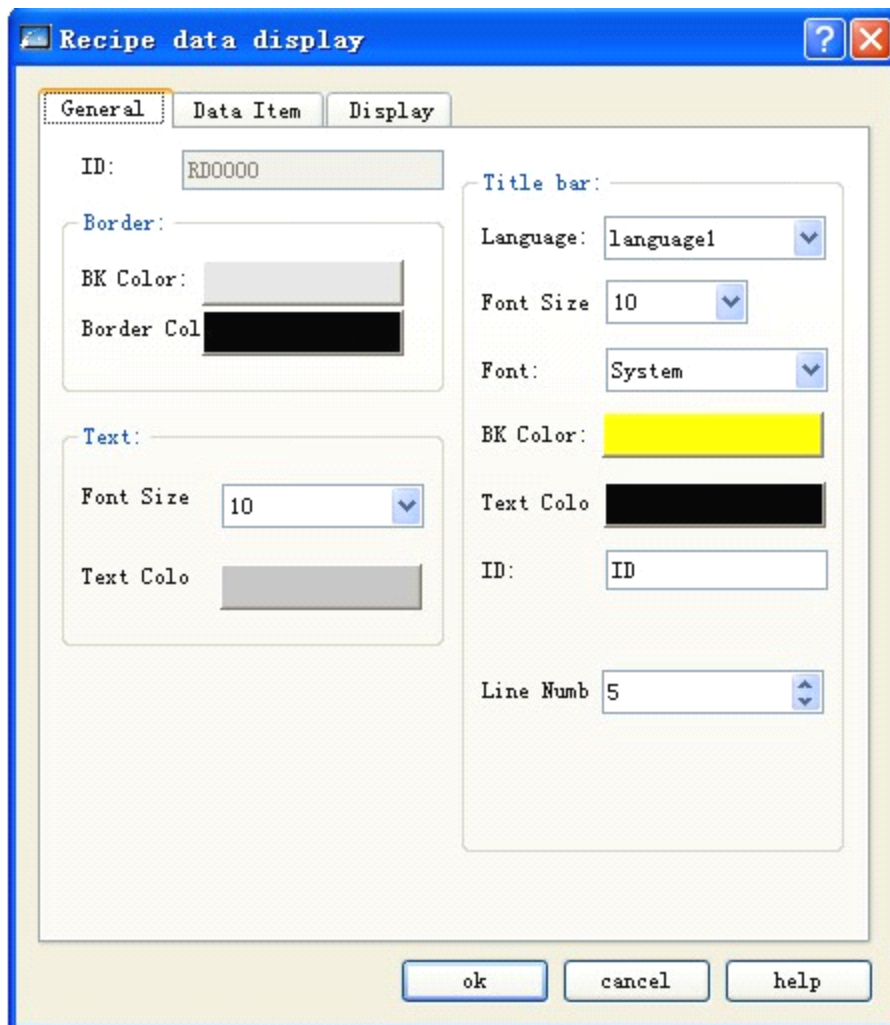 Recipe data display
General
Data Item
Display
ID:
RD0000
Border:
BK Color:
Border Col
Text:
Font Size
10
Text Colo
Title bar:
Language:
language1
Font Size
10
Font:
System
BK Color:
Text Colo
ID:
ID
Line Numb
5
ok
cancel
help